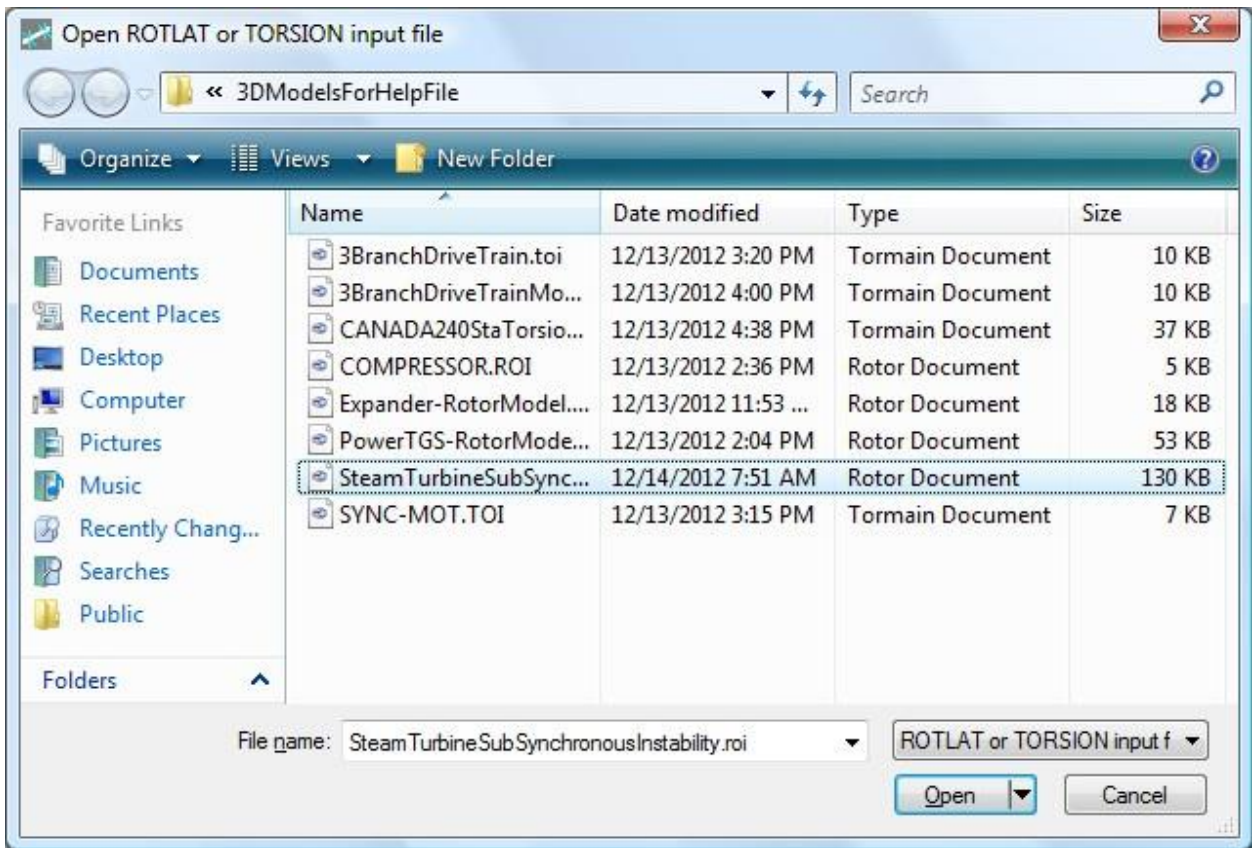 Open ROTLAT or TORSION input file
« 3DModelsForHelpFile Search
Organize Views New Folder
Favorite Links
Documents
Recent Places
Desktop
Computer
Pictures
Music
Recently Chang...
Searches
Public
Folders
Name Date modified Type Size
3BranchDriveTrain.toi 12/13/2012 3:20 PM Tormain Document 10 KB
3BranchDriveTrainMo... 12/13/2012 4:00 PM Tormain Document 10 KB
CANADA240StaTorsio... 12/13/2012 4:38 PM Tormain Document 37 KB
COMPRESSOR.ROI 12/13/2012 2:36 PM Rotor Document 5 KB
Expander-RotorModel.... 12/13/2012 11:53 ... Rotor Document 18 KB
PowerTGS-RotorMode... 12/13/2012 2:04 PM Rotor Document 53 KB
SteamTurbineSubSync... 12/14/2012 7:51 AM Rotor Document 130 KB
SYNC-MOT.TOI 12/13/2012 3:15 PM Tormain Document 7 KB
File name: SteamTurbineSubSynchronousInstability.roi ROTLAT or TORSION input f
Open Cancel